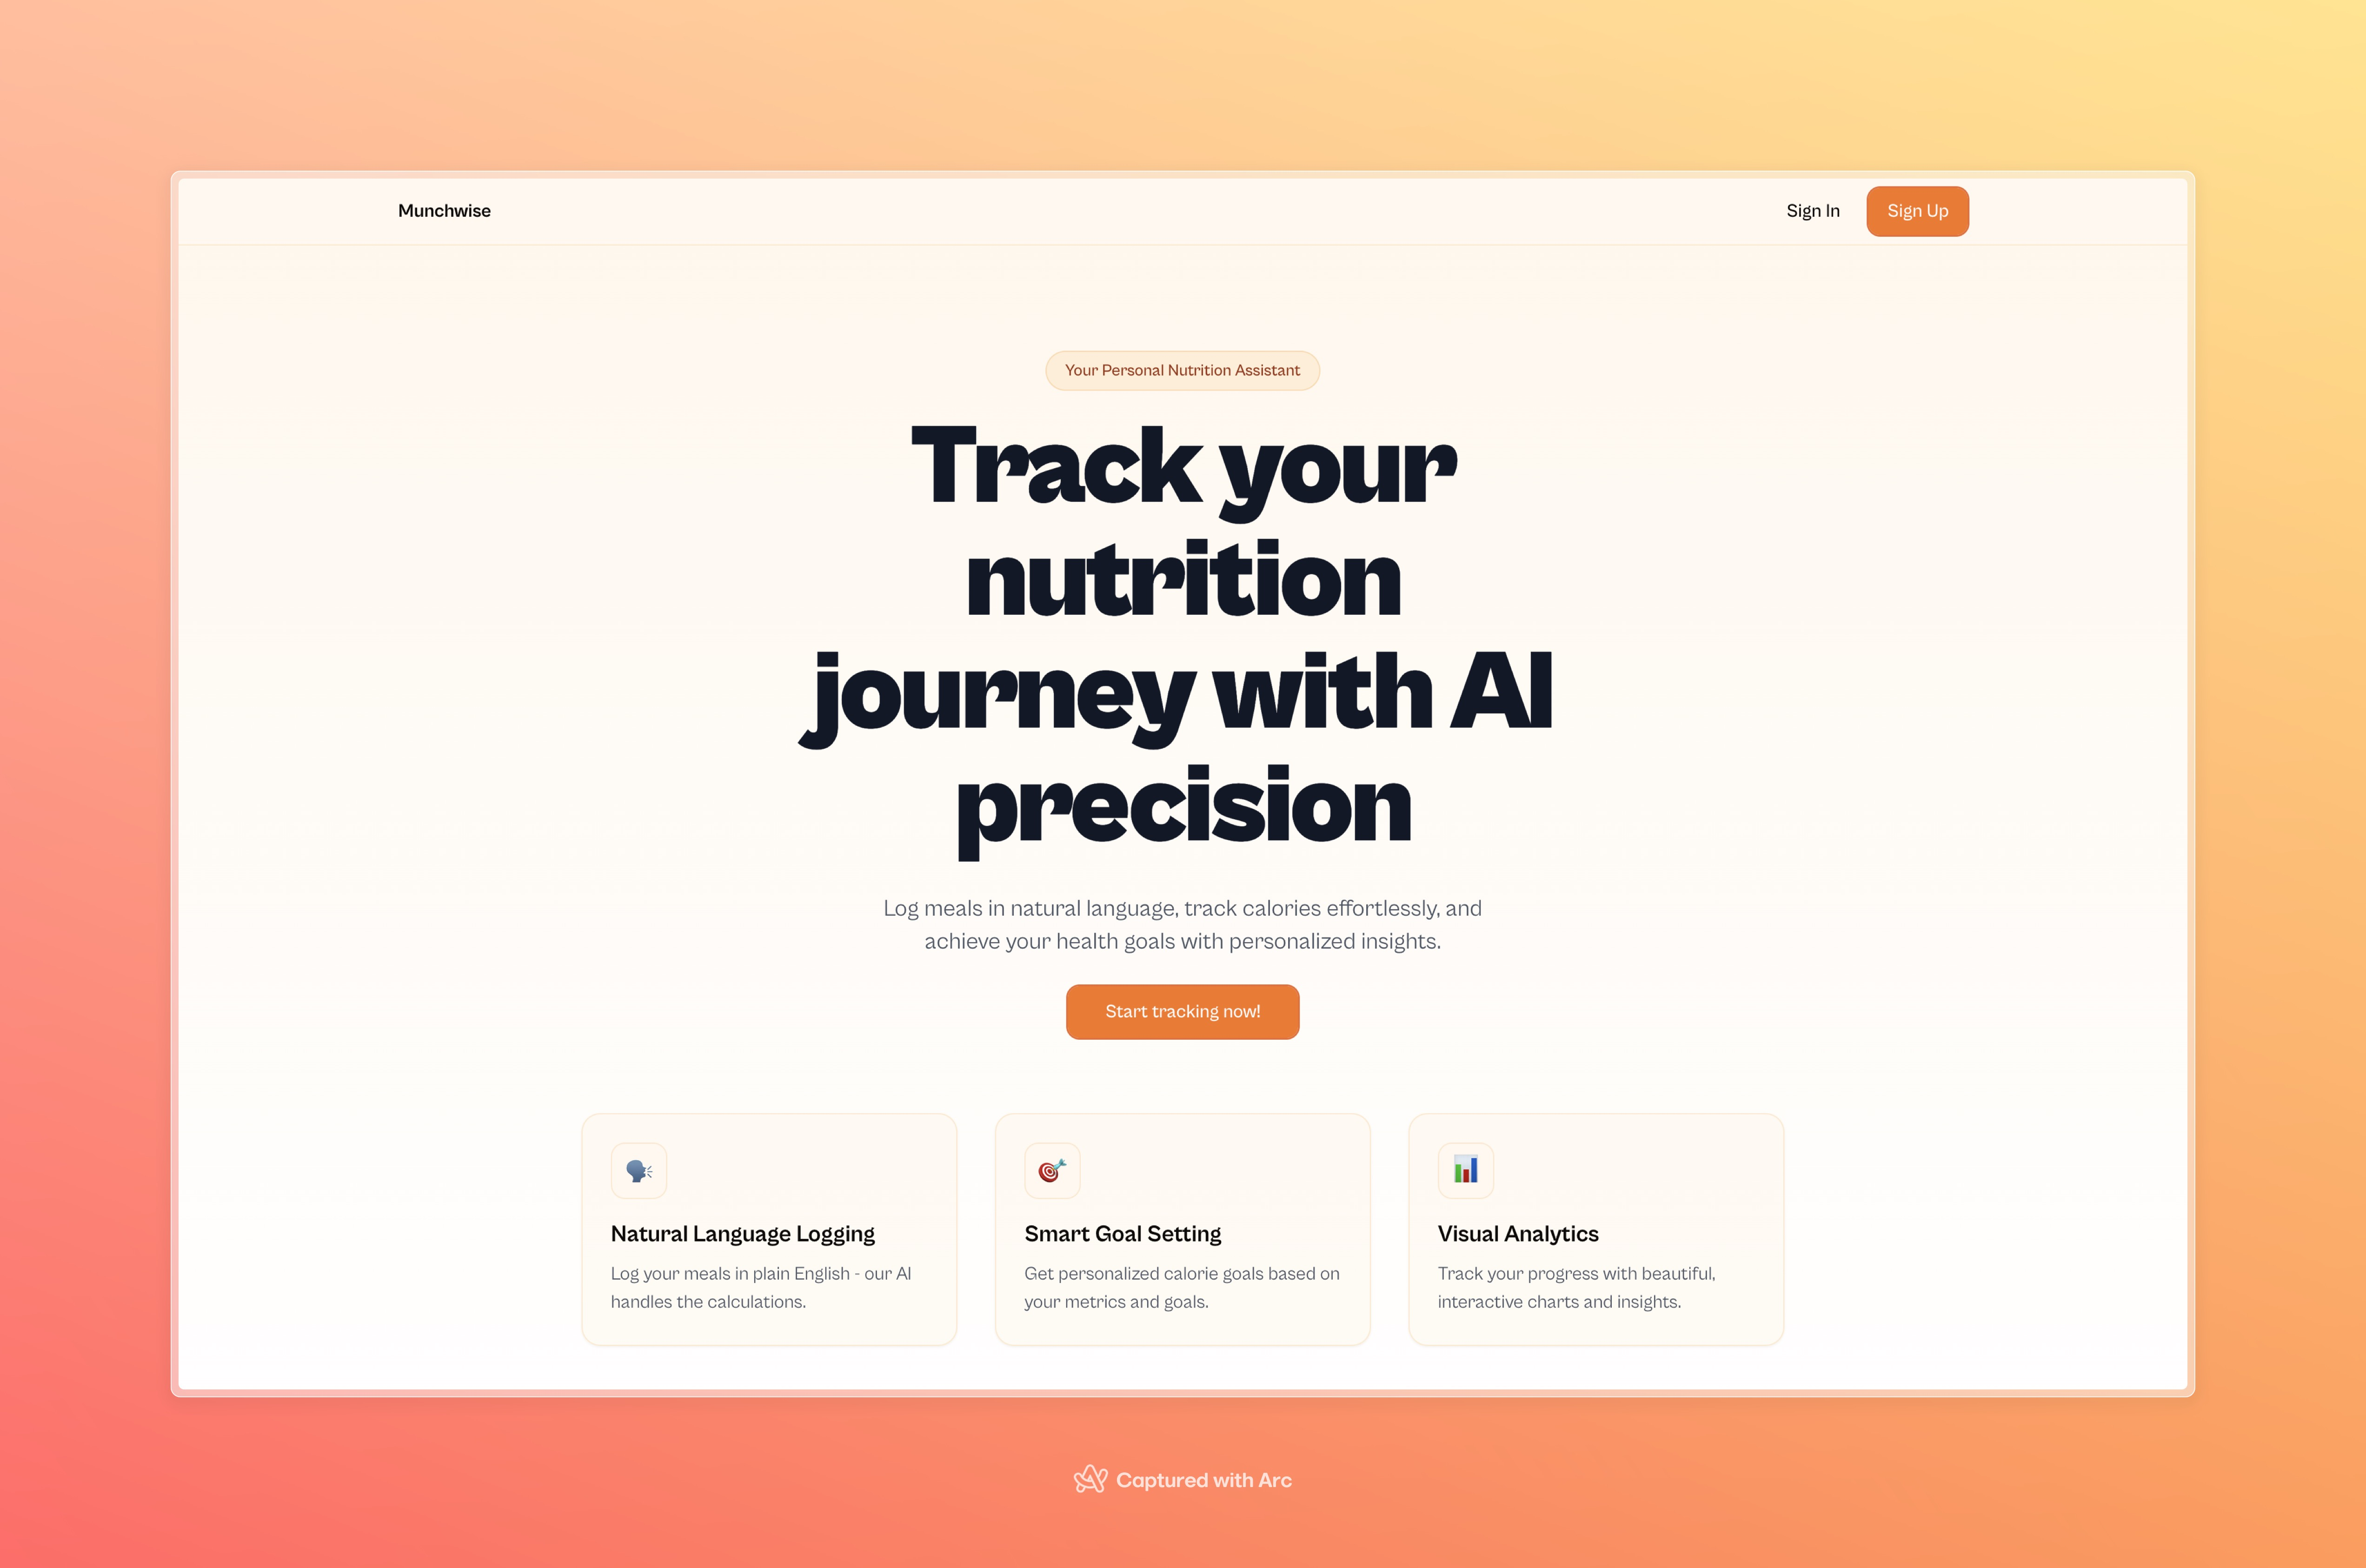 Munchwise
Sign In
Sign Up
Your Personal Nutrition Assistant
Track your
nutrition
journey with AI
precision
Log meals in natural language, track calories effortlessly, and
achieve your health goals with personalized insights.
Start tracking now!
Natural Language Logging
Log your meals in plain English - our AI
handles the calculations.
Smart Goal Setting
Get personalized calorie goals based on
your metrics and goals.
Visual Analytics
Track your progress with beautiful,
interactive charts and insights.
Captured with Arc